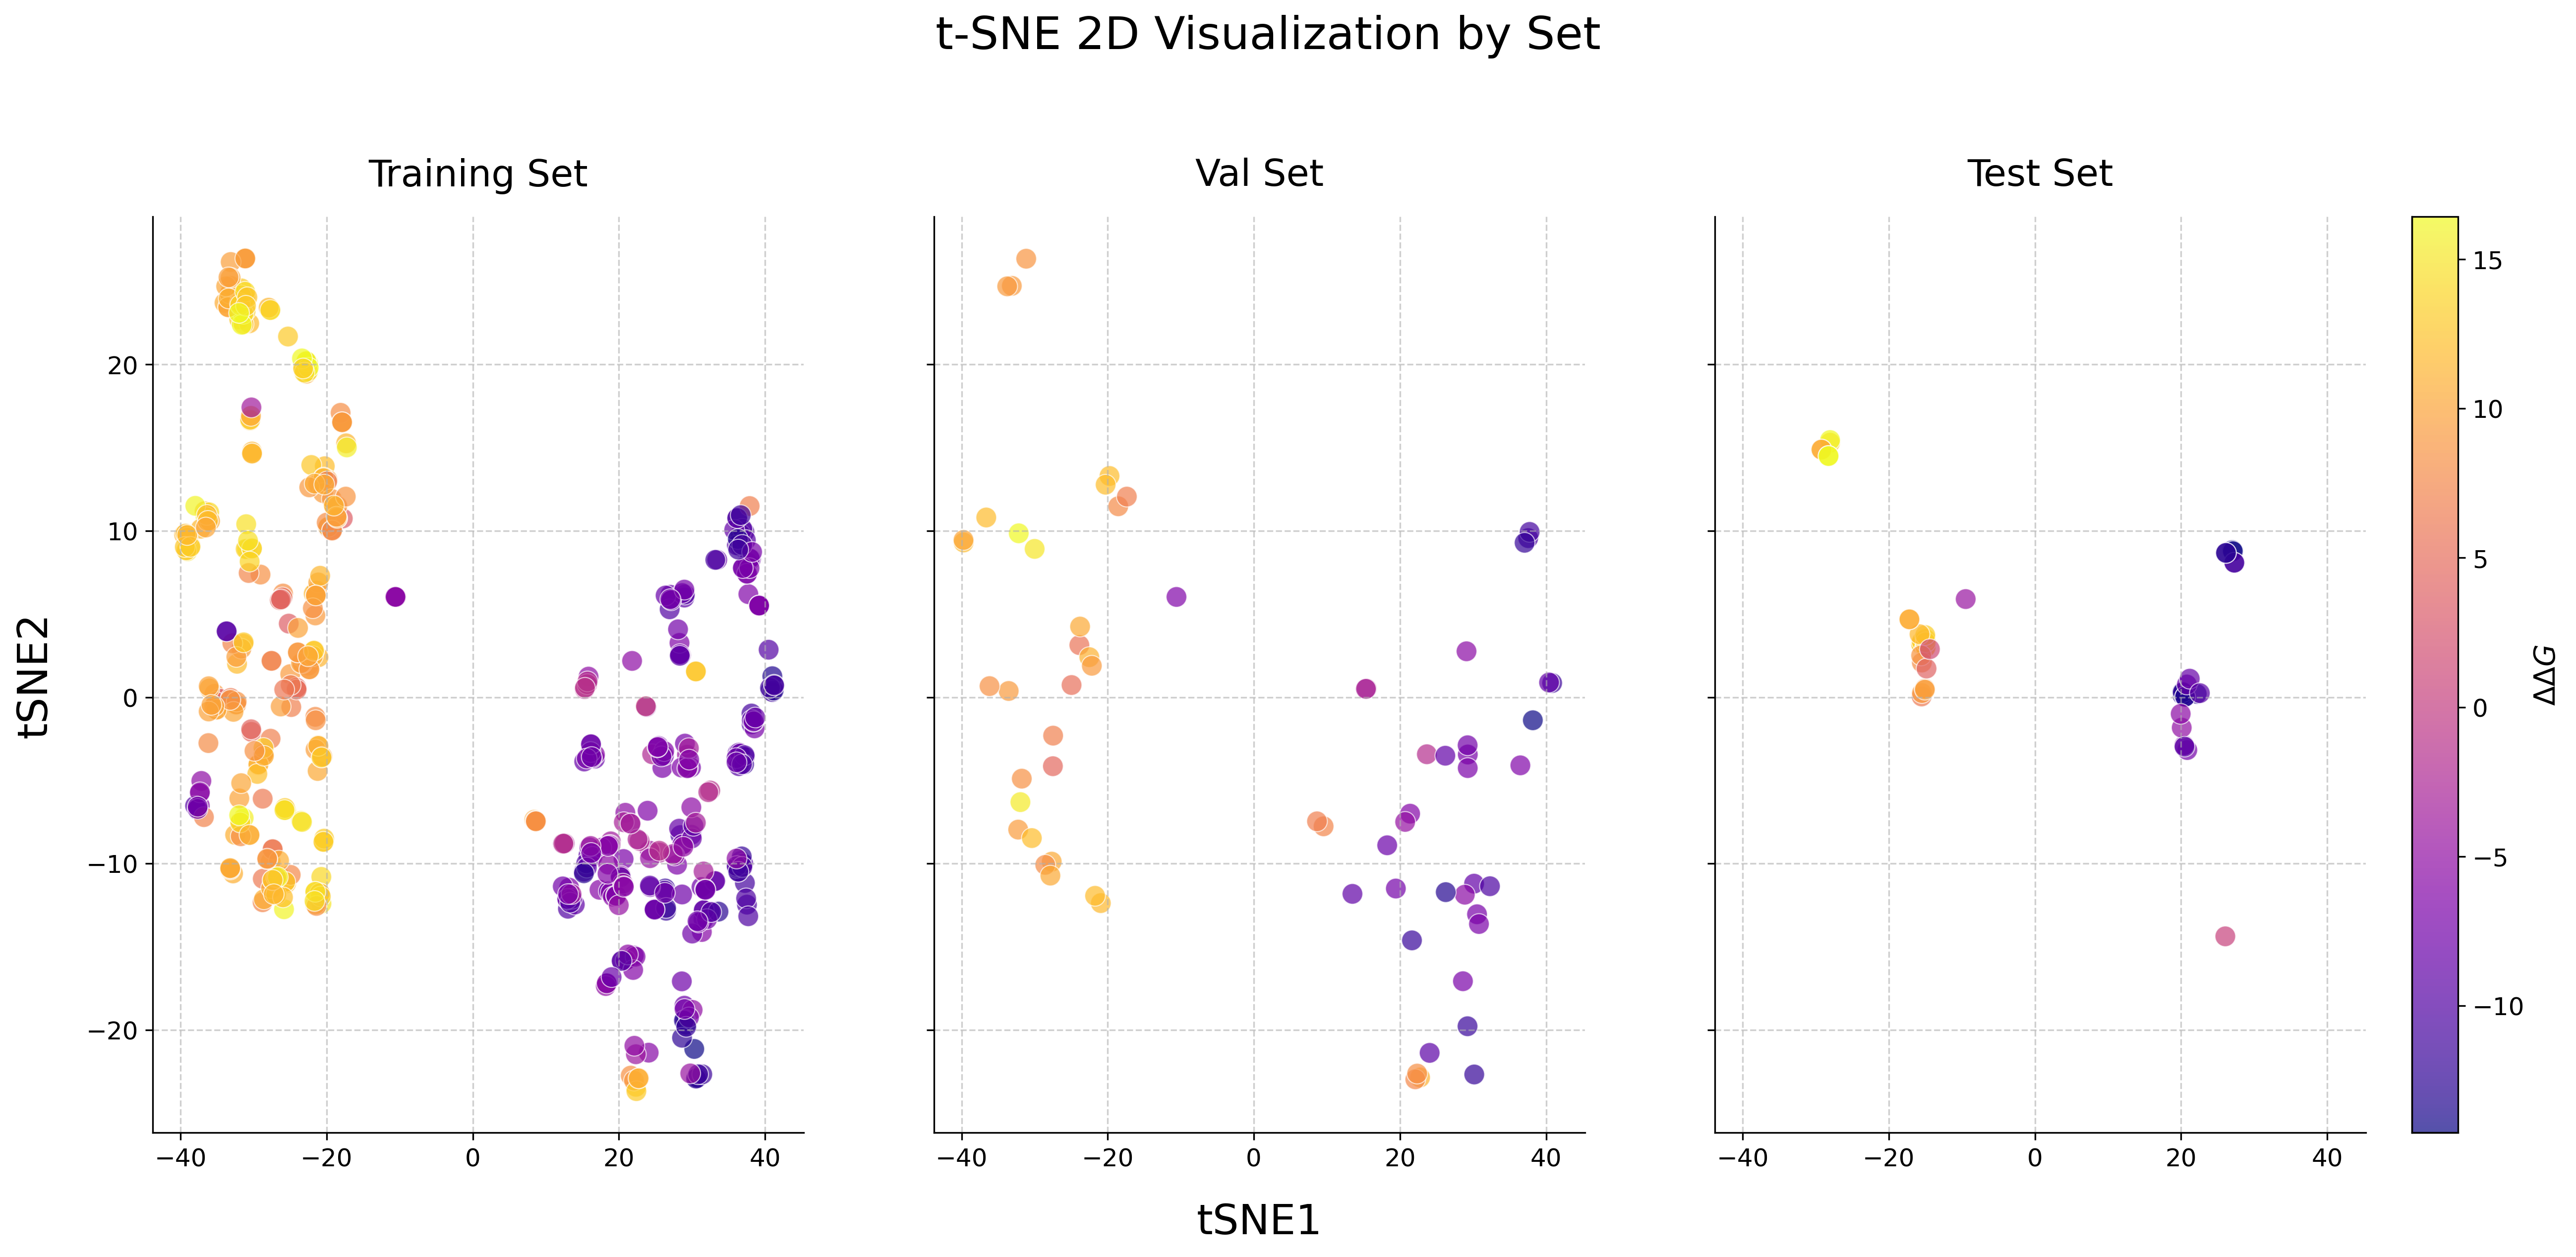 t-SNE 2D Visualization by Set
Training Set
Val Set
Test Set
tSNE2
20
10
0
−10
−20
−40 −20 0 20 40
−40 −20 0 20 40
−40 −20 0 20 40
tSNE1
15
10
5
0
−5
−10
ΔΔG